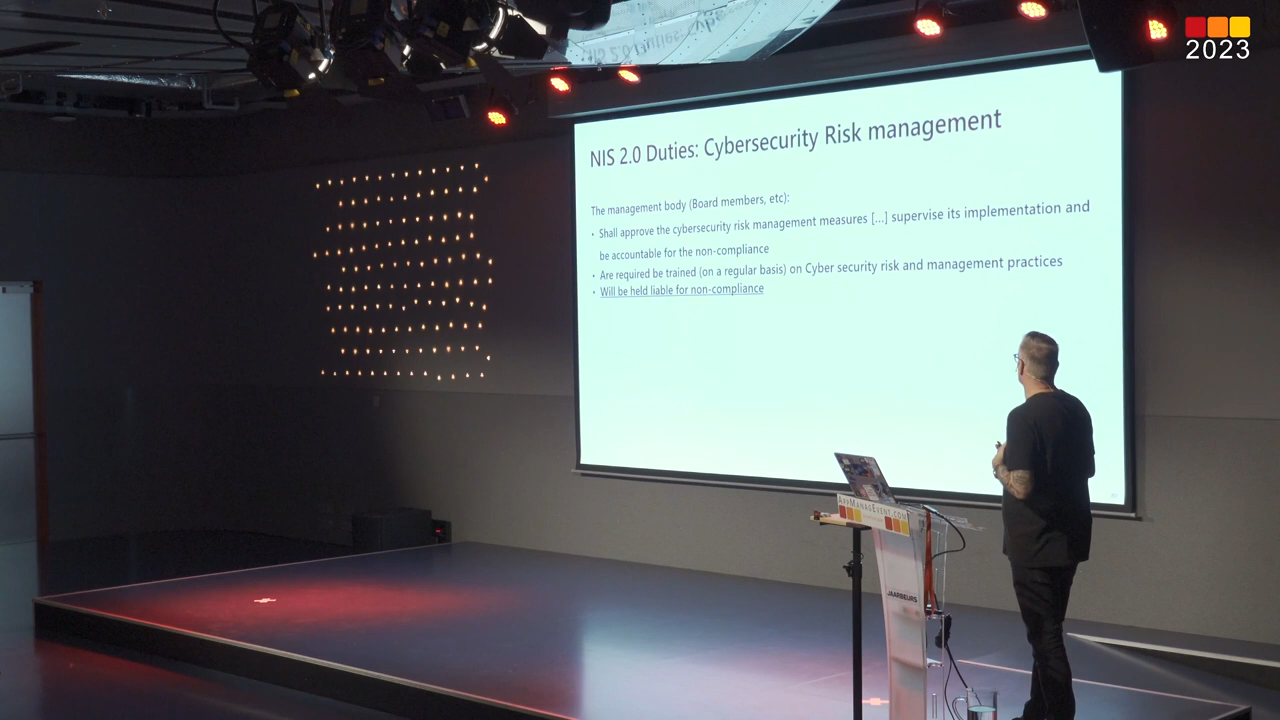 2023
NIS 2.0 Duties: Cybersecurity Risk management
The management body (Board members, etc):
• Shall approve the cybersecurity risk management measures [...] supervise its implementation and
be accountable for the non-compliance
• Are required be trained (on a regular basis) on Cyber security risk and management practices
• Will be held liable for non-compliance
APPMANAGEVENT.COM
JAARBEURS